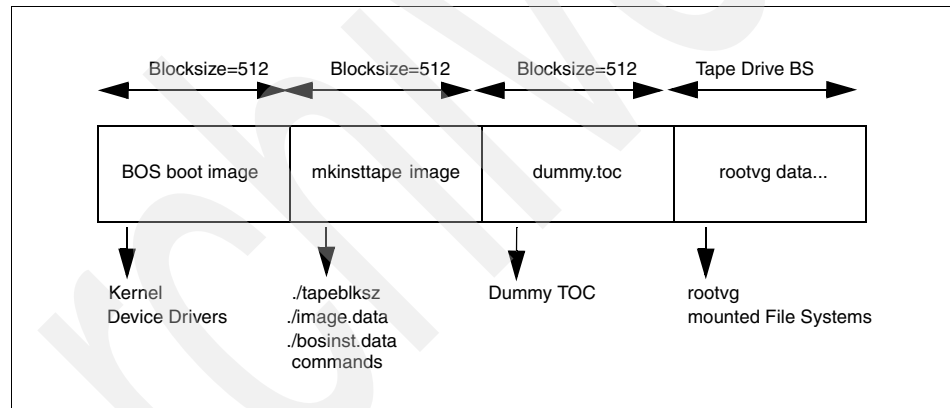 Blocksize=512 Blocksize=512 Blocksize=512 Tape Drive BS
BOS boot image mkinsttape image dummy.toc rootvg data...
Kernel
Device Drivers
./tapeblksz
./image.data
./bosinst.data
commands
Dummy TOC
rootvg
mounted File Systems